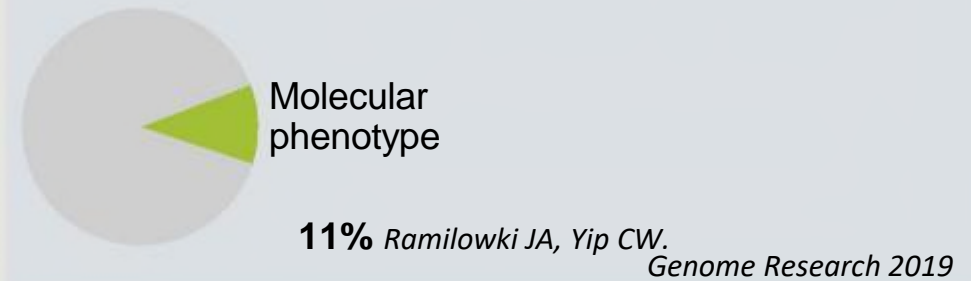 Molecular
phenotype
11% Ramilowki JA, Yip CW.
Genome Research 2019